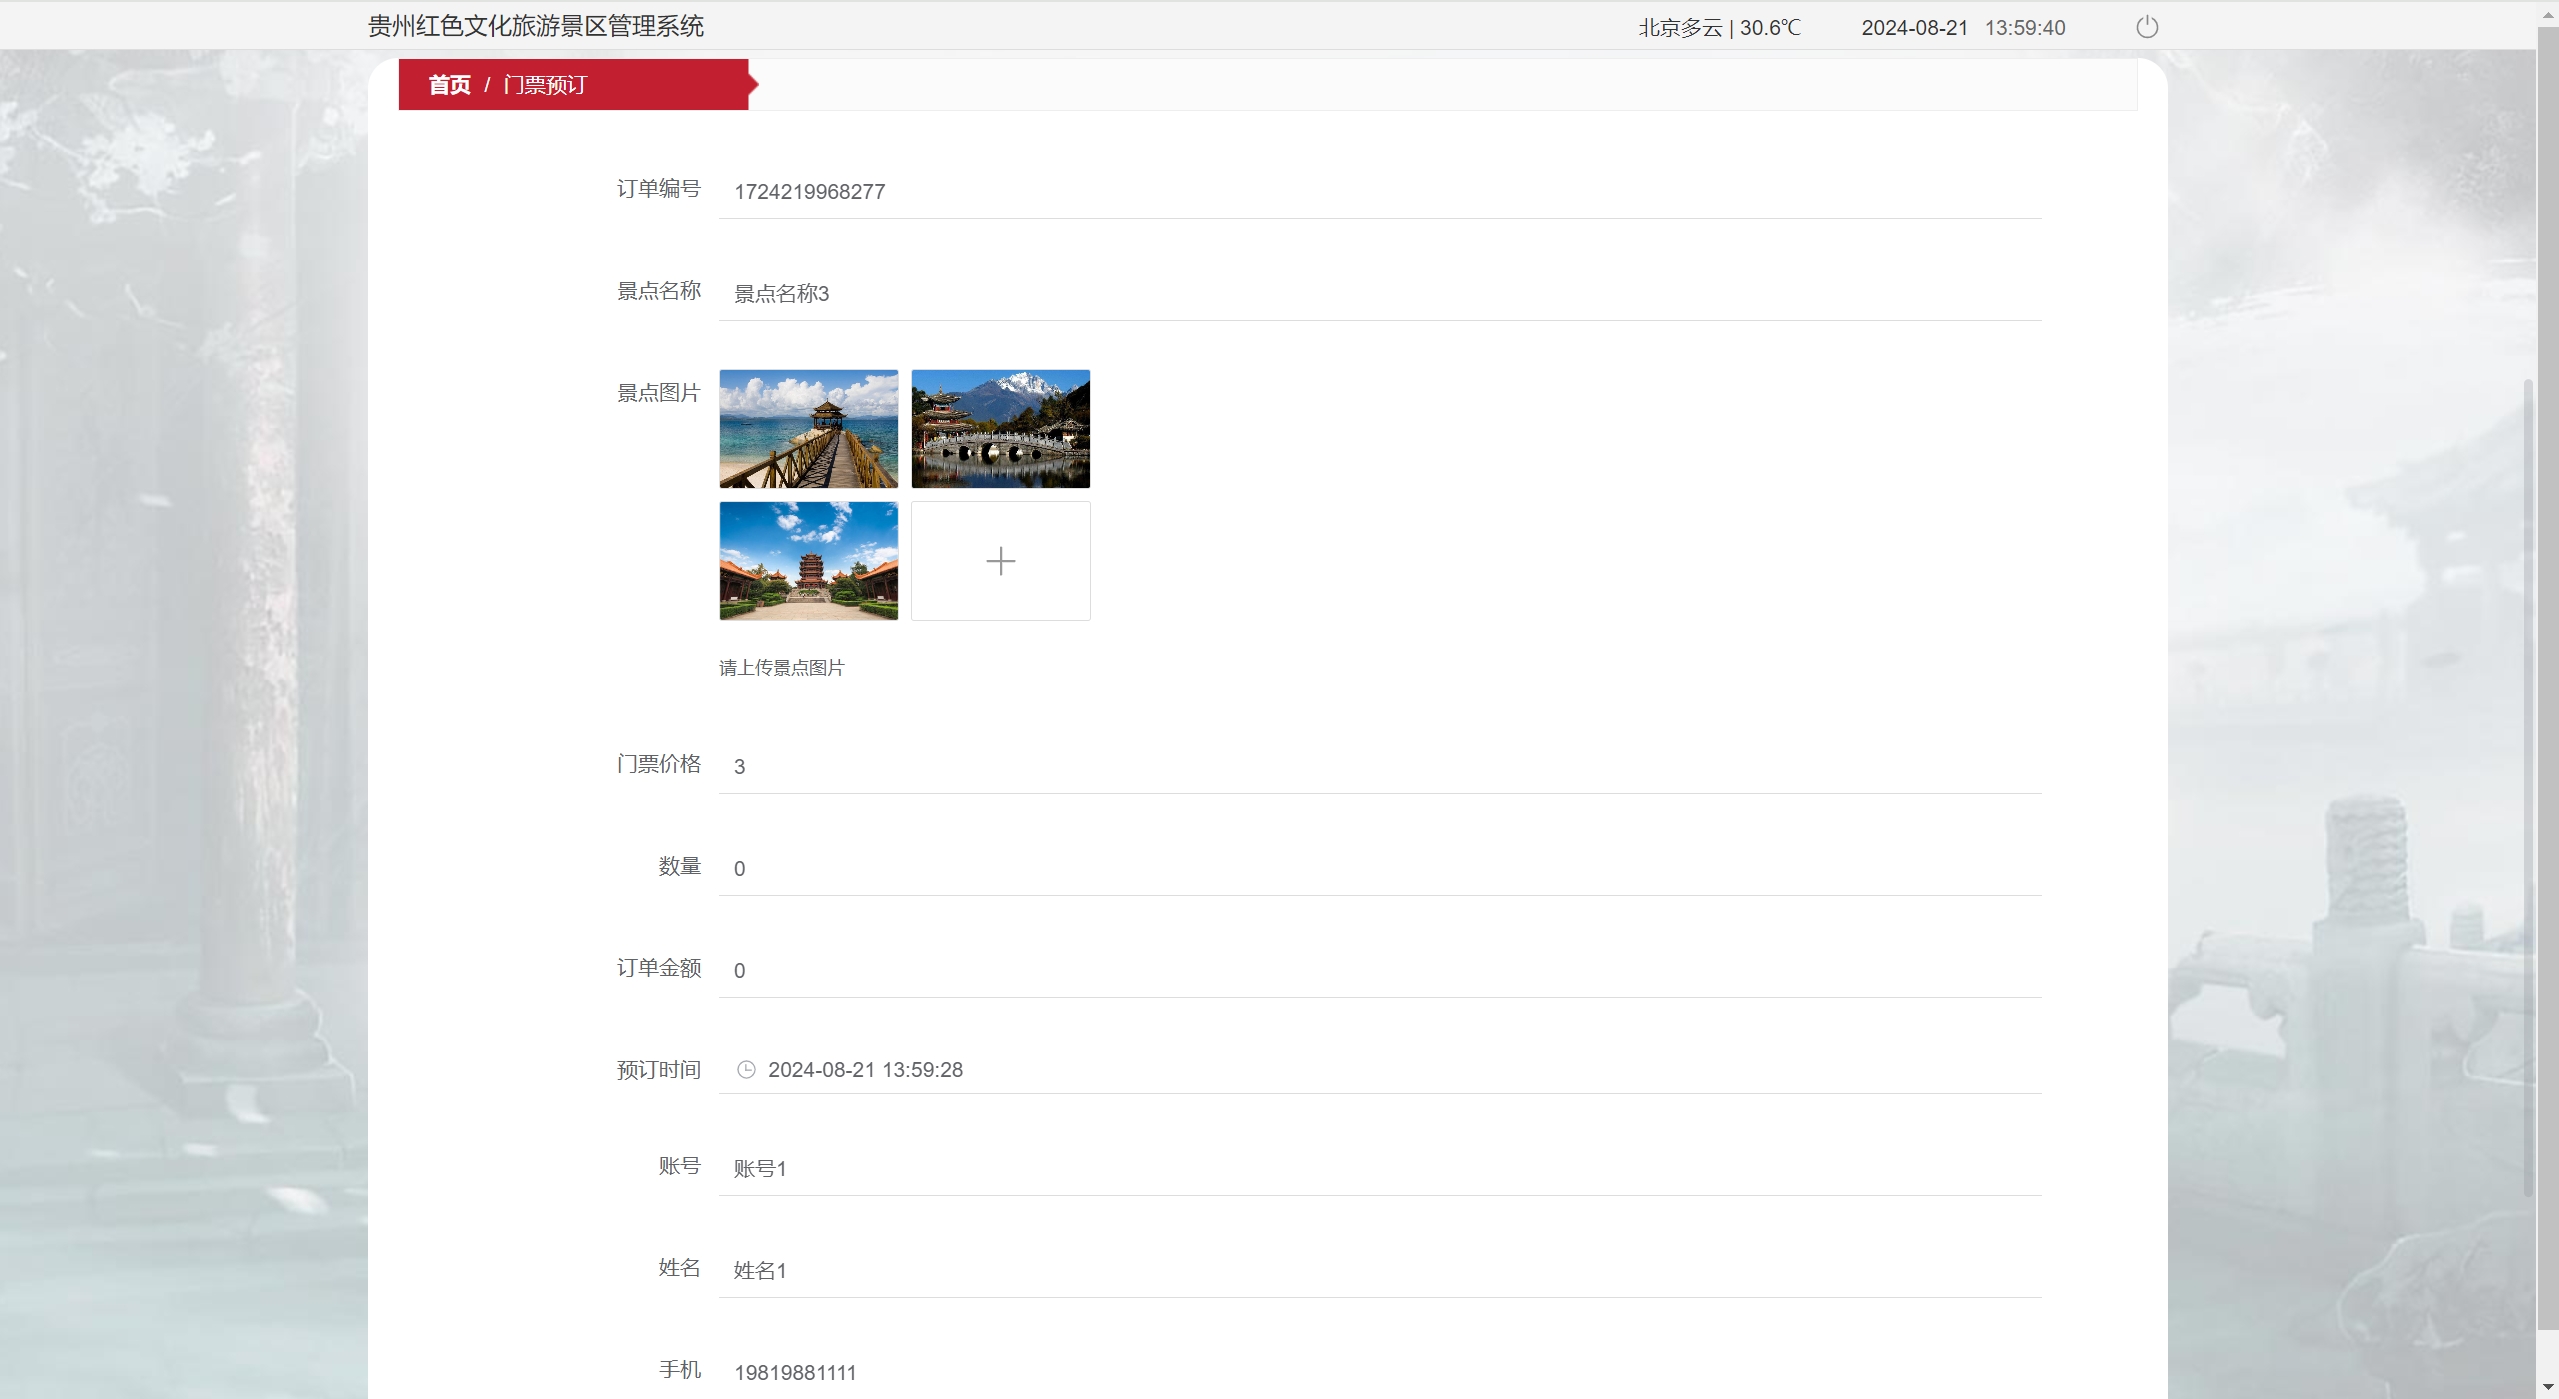 贵州红色文化旅游景区管理系统
北京多云 | 30.6℃ 2024-08-21 13:59:40
首页 / 门票预订
订单编号 1724219968277
景点名称 景点名称3
景点图片
请上传景点图片
门票价格 3
数量 0
订单金额 0
预订时间 2024-08-21 13:59:28
账号 账号1
姓名 姓名1
手机 19819881111